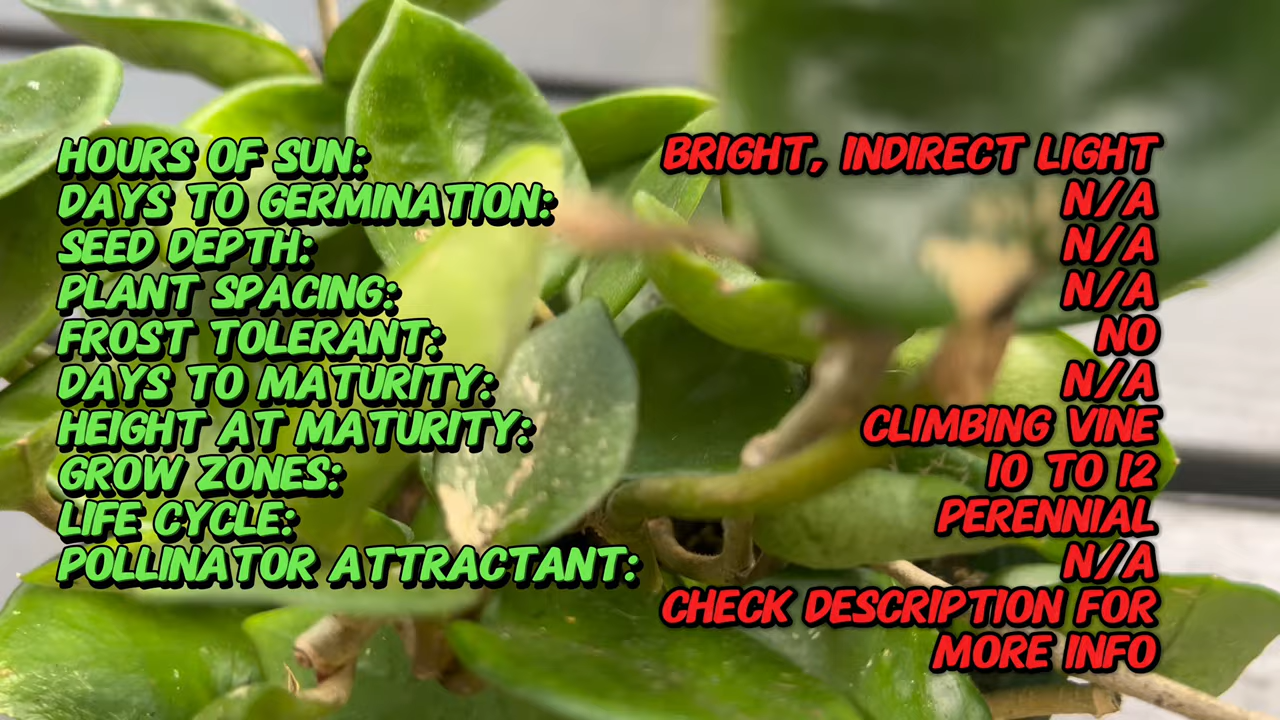 HOURS OF SUN: BRIGHT, INDIRECT LIGHT
DAYS TO GERMINATION: N/A
SEED DEPTH: N/A
PLANT SPACING: N/A
FROST TOLERANT: NO
DAYS TO MATURITY: N/A
HEIGHT AT MATURITY: CLIMBING VINE
GROW ZONES: 10 TO 12
LIFE CYCLE: PERENNIAL
POLLINATOR ATTRACTANT: N/A
CHECK DESCRIPTION FOR
MORE INFO